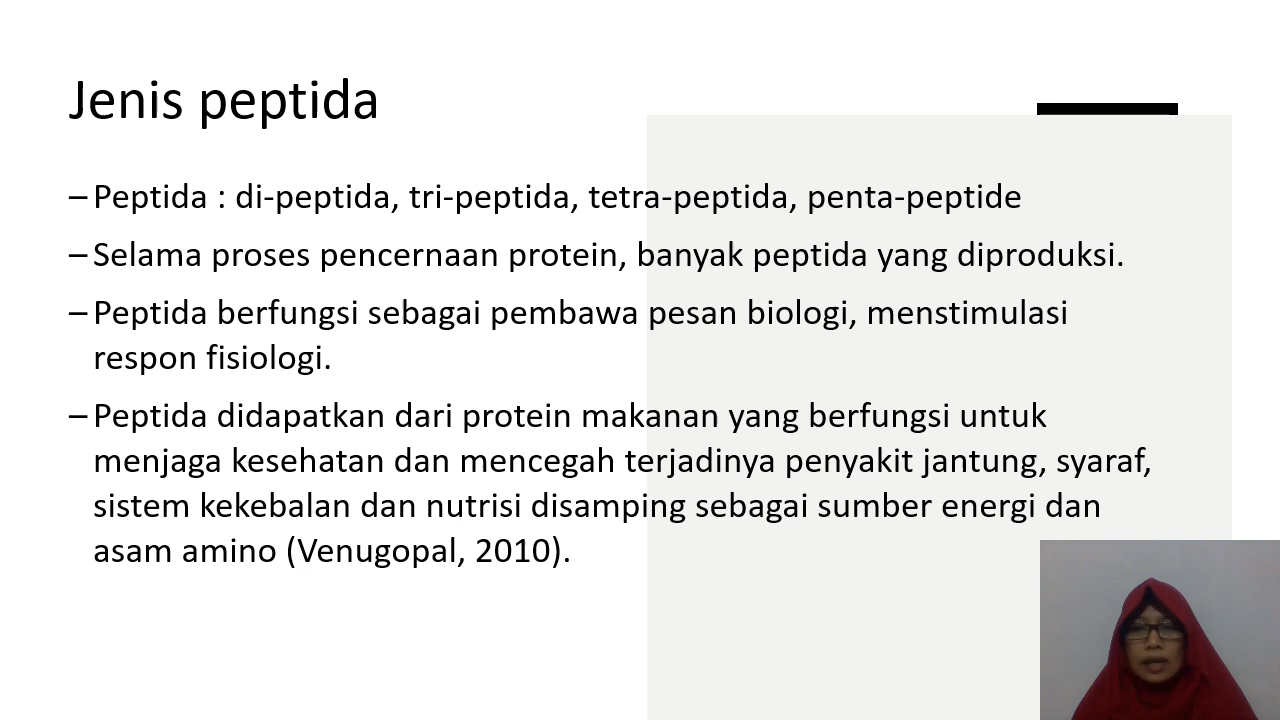 Jenis peptida
– Peptida : di-peptida, tri-peptida, tetra-peptida, penta-peptide
– Selama proses pencernaan protein, banyak peptida yang diproduksi.
– Peptida berfungsi sebagai pembawa pesan biologi, menstimulasi
respon fisiologi.
– Peptida didapatkan dari protein makanan yang berfungsi untuk
menjaga kesehatan dan mencegah terjadinya penyakit jantung, syaraf,
sistem kekebalan dan nutrisi disamping sebagai sumber energi dan
asam amino (Venugopal, 2010).